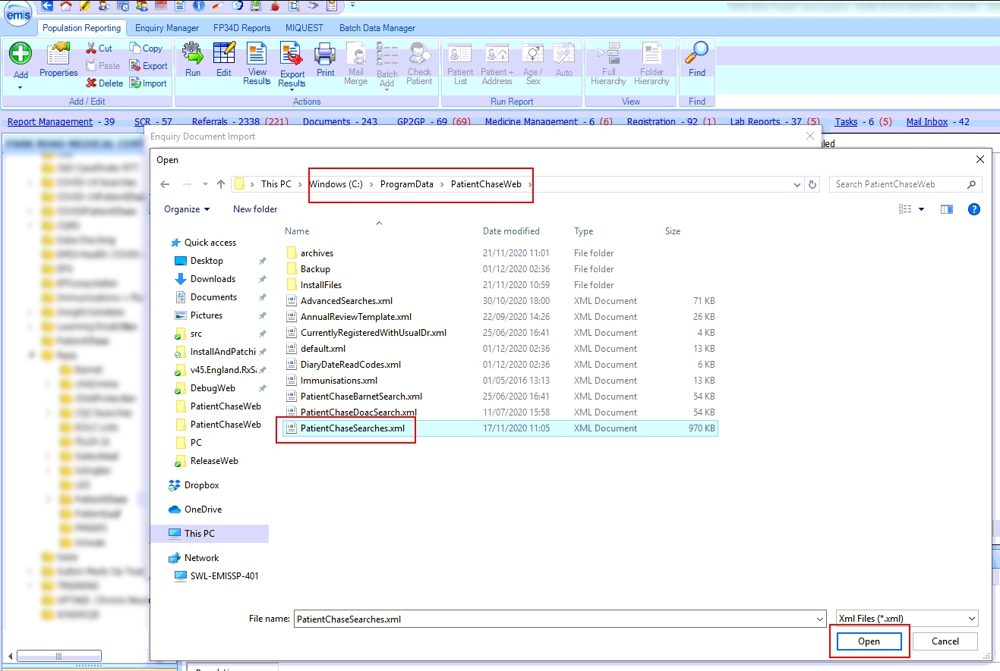 emis
Population Reporting Enquiry Manager FP34D Reports MIQUEST Batch Data Manager
Add Properties Cut Copy Paste Export Delete Import
Add / Edit
Run Edit View Results Export Results Print Mail Merge Batch Add Check Patient
Actions
Patient List Patient + Address Age / Sex Auto
Run Report
Full Hierarchy Folder Hierarchy
View
Find
Find
Report Management - 39 SCR - 57 Referrals - 2338 (221) Documents - 243 GP2GP - 69 (69) Medicine Management - 6 (6) Registration - 92 (1) Lab Reports - 37 (5) Tasks - 6 (5) Mail Inbox - 42
Enquiry Document Import
Open
This PC > Windows (C:) > ProgramData > PatientChaseWeb >
Search PatientChaseWeb
Organize New folder
Name Date modified Type Size
archives 21/11/2020 11:01 File folder
Backup 01/12/2020 02:36 File folder
InstallFiles 21/11/2020 10:59 File folder
AdvancedSearches.xml 30/10/2020 18:00 XML Document 71 KB
AnnualReviewTemplate.xml 22/09/2020 14:26 XML Document 26 KB
CurrentlyRegisteredWithUsualDr.xml 25/06/2020 16:41 XML Document 4 KB
default.xml 01/12/2020 02:36 XML Document 13 KB
DiaryDateReadCodes.xml 01/12/2020 02:36 XML Document 6 KB
Immunisations.xml 01/05/2016 13:13 XML Document 13 KB
PatientChaseBarnetSearch.xml 25/06/2020 16:41 XML Document 54 KB
PatientChaseDoacSearch.xml 11/07/2020 15:58 XML Document 54 KB
PatientChaseSearches.xml 17/11/2020 11:05 XML Document 970 KB
Quick access
Desktop
Downloads
Documents
Pictures
src
InstallAndPatchi
v45.England.RxSa
DebugWeb
PatientChaseWeb
PatientChaseWeb
PC
ReleaseWeb
Dropbox
OneDrive
This PC
Network
SWL-EMISSP-401
File name: PatientChaseSearches.xml Xml Files (*.xml)
Open Cancel